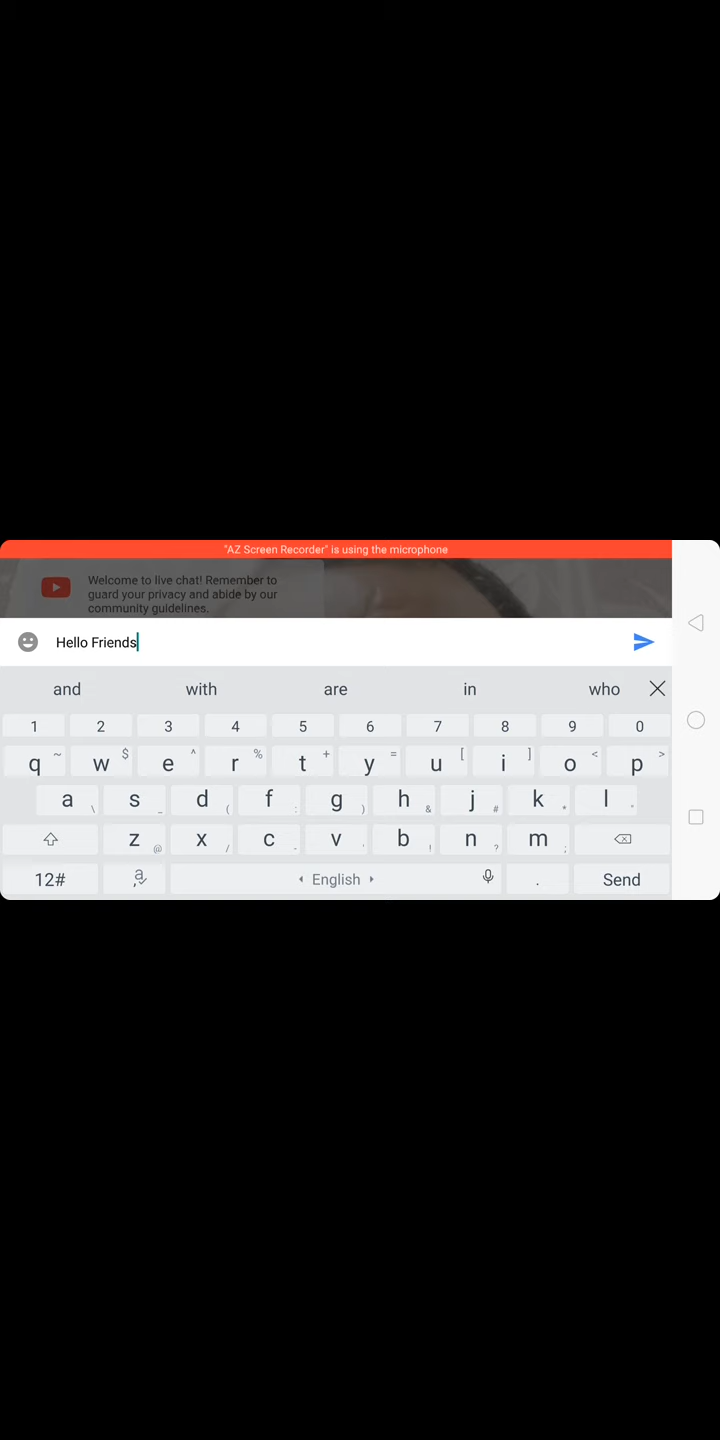 "AZ Screen Recorder" is using the microphone
Welcome to live chat! Remember to
guard your privacy and abide by our
community guidelines.
Hello Friends
and with are in who
1 2 3 4 5 6 7 8 9 0
q ~ w $ e ^ r % t + y = u [ i ] o < p >
a \ s _ d ( f : g ) h & j # k * l "
z @ x / c - v ' b ! n ? m ;
12# , a English . Send